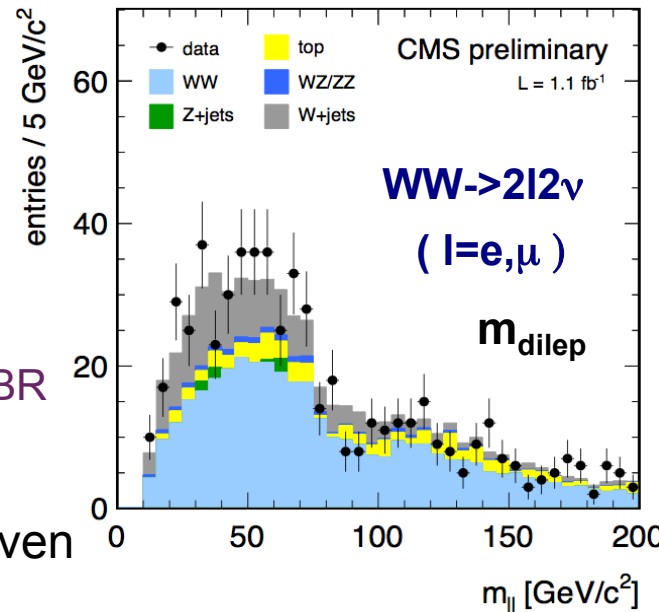 60
40
20
0
0
50
100
150
200
entries / 5 GeV/c²
data
top
WW
WZ/ZZ
Z+jets
W+jets
CMS preliminary
L = 1.1 fb⁻¹
WW->2l2ν
( l=e,μ )
m_dilep
BR
ven
m_ll [GeV/c²]